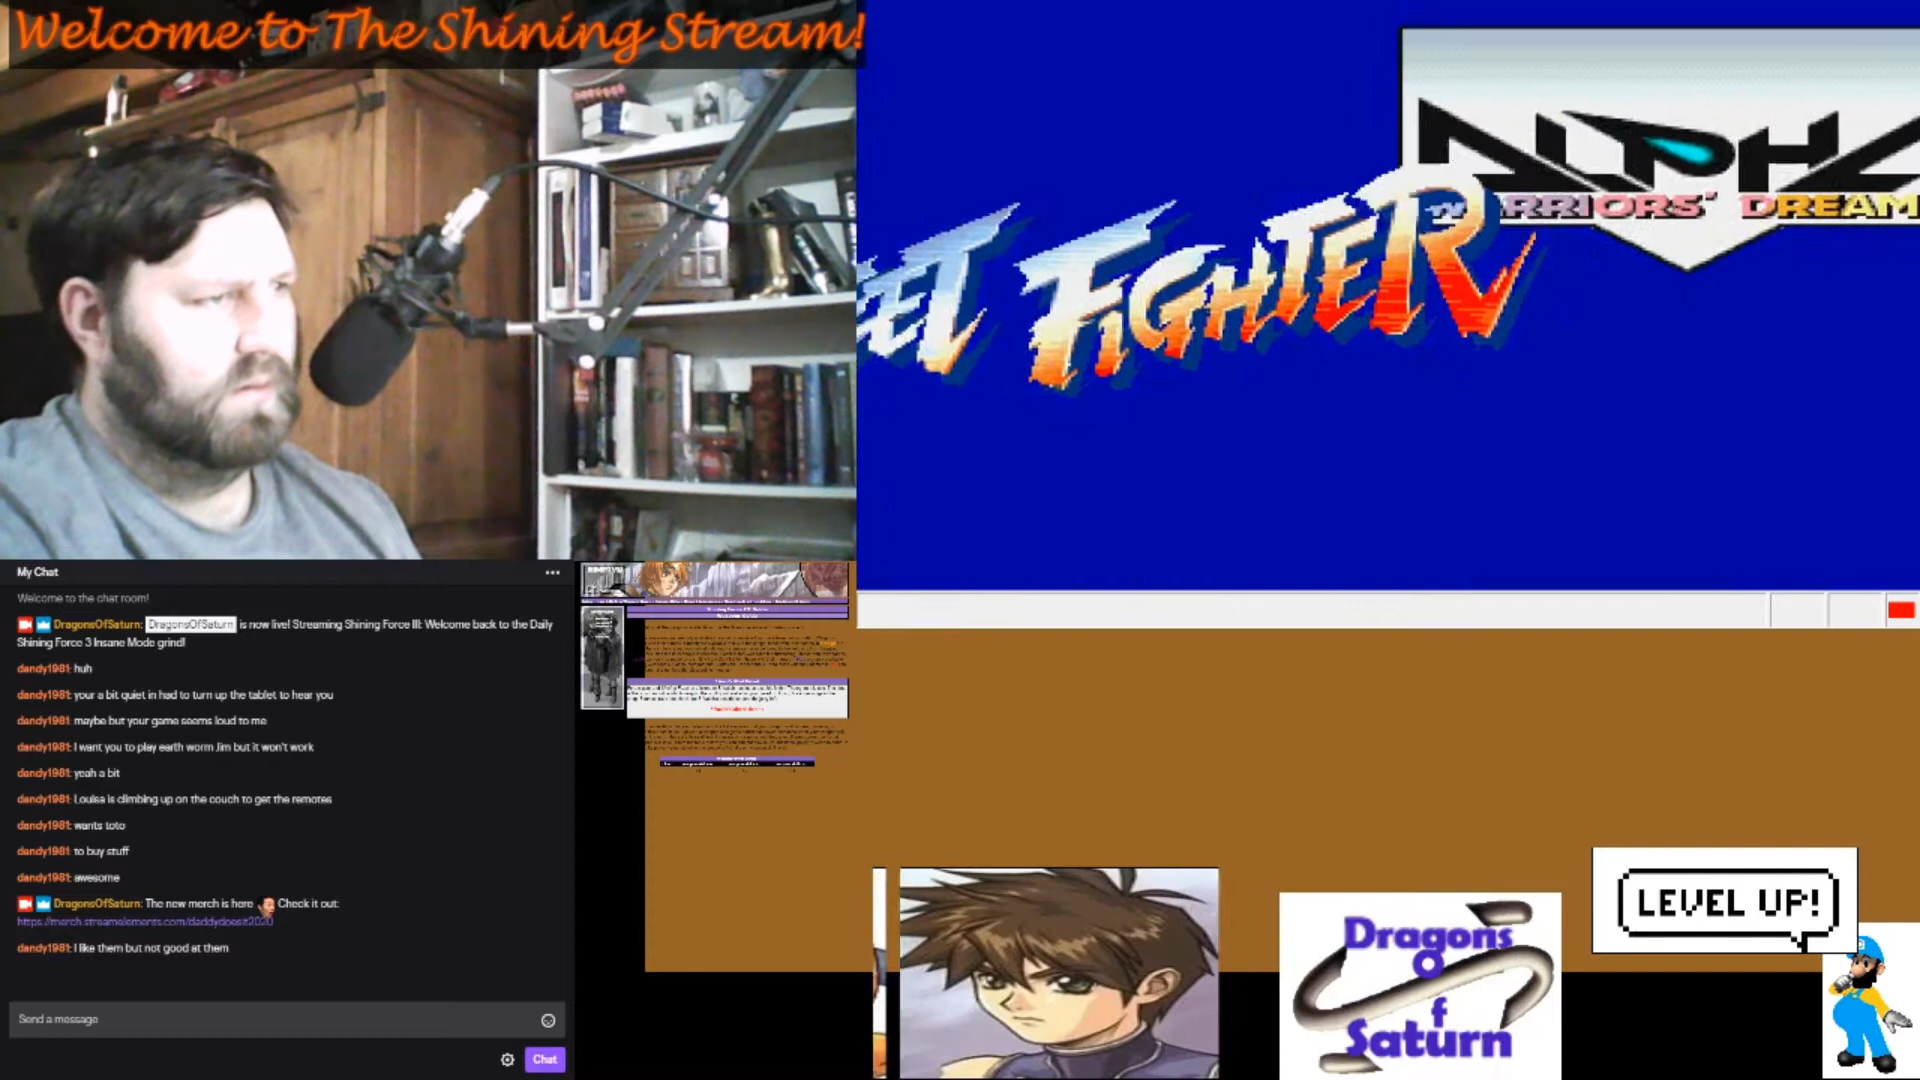 Welcome to The Shining Stream!
ALPHA
WARRIORS' DREAM
EET FIGHTER
My Chat
Welcome to the chat room!
DragonsOfSaturn: DragonsOfSaturn is now live! Streaming Shining Force III: Welcome back to the Daily
Shining Force 3 Insane Mode grind!
dandy1981: huh
dandy1981: your a bit quiet in had to turn up the tablet to hear you
dandy1981: maybe but your game seems loud to me
dandy1981: I want you to play earth worm Jim but it won't work
dandy1981: yeah a bit
dandy1981: Louisa is climbing up on the couch to get the remotes
dandy1981: wants toto
dandy1981: to buy stuff
dandy1981: awesome
DragonsOfSaturn: The new merch is here Check it out:
https://merch.streamelements.com/daddydoesit2020
dandy1981: I like them but not good at them
Send a message
Chat
LEVEL UP!
Dragons
O
f
Saturn